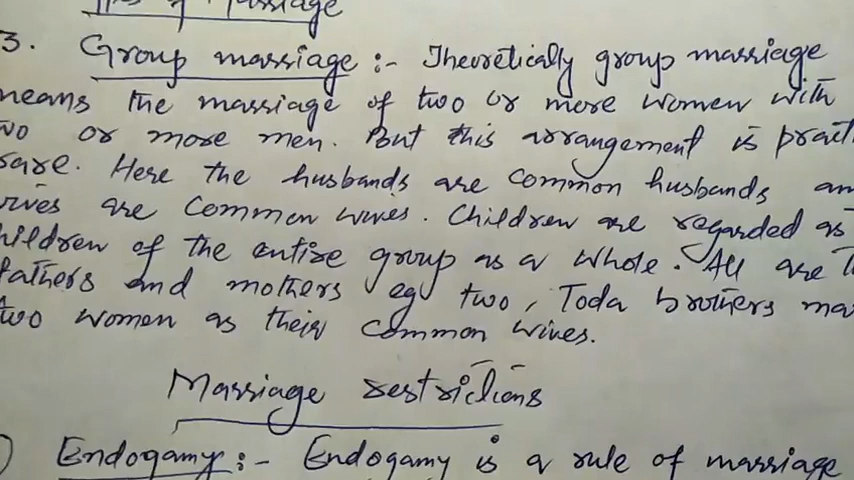 of Marriage
3. Group marriage :- Theoretically group marriage
means the marriage of two or more women with
two or more men. But this arrangement is
rare. Here the husbands are common husbands and
wives are common wives. Children are regarded as
children of the entire group as a whole. All are
fathers and mothers eg two, Toda brothers
two women as their common wives.
Marriage restrictions
Endogamy :- Endogamy is a rule of marriage